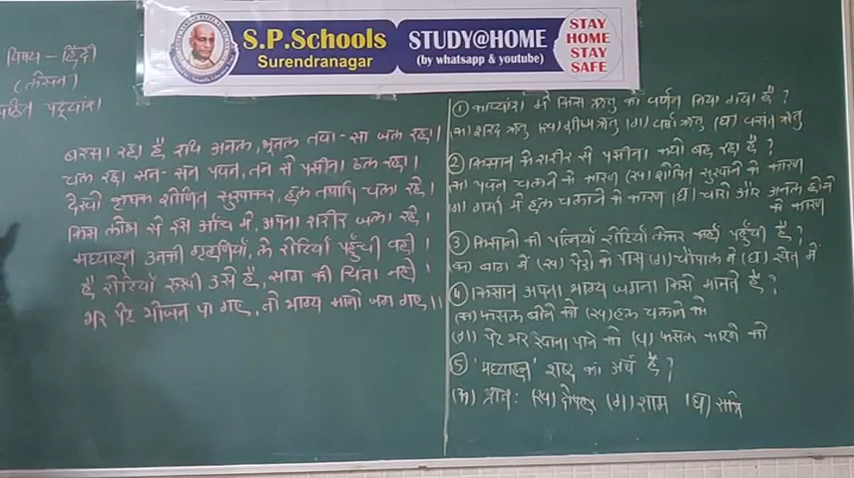 S.P.Schools
Surendranagar
STUDY@HOME
(by whatsapp & youtube)
STAY
HOME
STAY
SAFE
विषय - हिंदी
(लेखन)
पठित पद्यांश
बरसा रहा है रवि अनल, भूतल तवा-सा जल रहा।
चल रहा सन-सन पवन, तन से पसीना ढल रहा।
देखो कृषक शोणित सुखाकर, हल तथापि चला रहे।
किस लोभ से इस आँच में, अपना शरीर जला रहे।
मध्याह्न उनकी गृहणियाँ, ले रोटियाँ पहुँची वहीं।
है रोटियाँ रुखी उसे है, साग की चिंता नहीं।
भर पेट भोजन पा गए, तो भाग्य मानो जग गए।।
① काव्यांश में किस ऋतु का वर्णन किया गया है ?
(क) शरद ऋतु (ख) ग्रीष्म ऋतु (ग) वर्षा ऋतु (घ) वसंत ऋतु
② किसान के शरीर से पसीना क्यों बह रहा है ?
(क) पवन चलने के कारण (ख) शोणित सुखाने के कारण
(ग) गर्मी में हल चलाने के कारण (घ) चारों और अनल होने
के कारण
③ किसानों की पत्नियाँ रोटियाँ लेकर कहाँ पहुँची है ?
(क) बाग में (ख) पेड़ो के पास (ग) चौपाल में (घ) खेत में
④ किसान अपना भाग्य जगना किसे मानते है ?
(क) फसल बोने को (ख) हल चलाने को
(ग) पेट भर खाना पाने को (घ) फसल काटने को
⑤ 'मध्याह्न' शब्द का अर्थ है ?
(क) प्रातः (ख) दोपहर (ग) शाम (घ) रात्रि